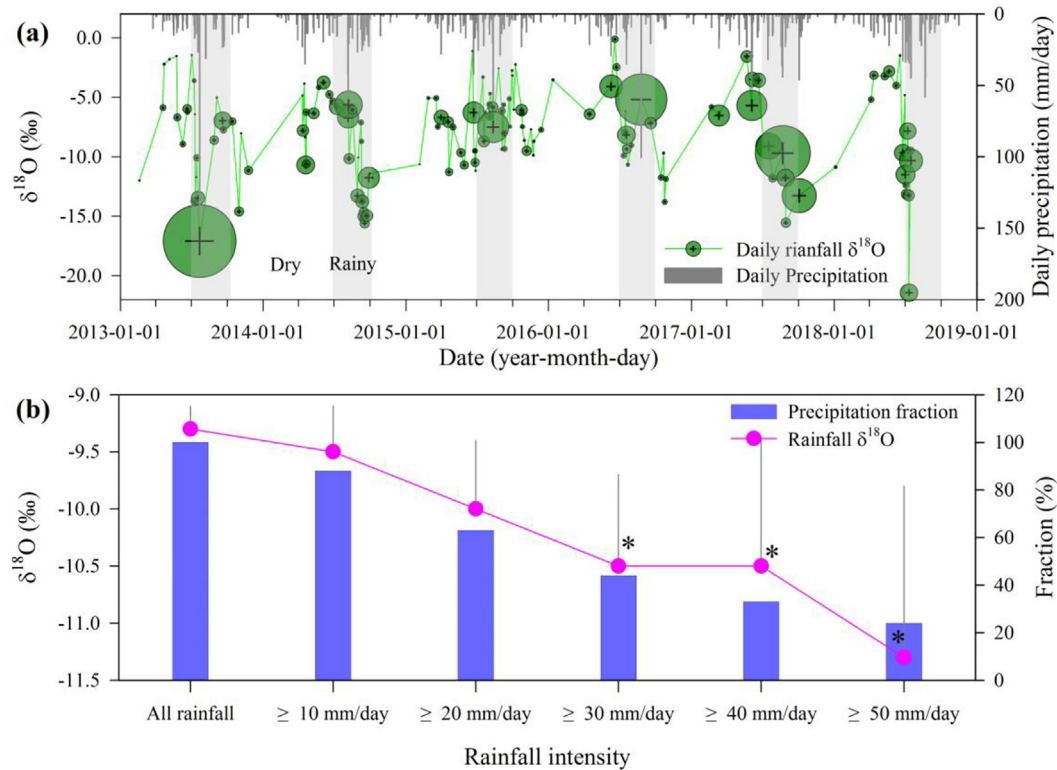 (a)
0.0
-5.0
-10.0
-15.0
-20.0
δ¹⁸O (‰)
0
50
100
150
200
Daily precipitation (mm/day)
Dry Rainy
Daily rianfall δ¹⁸O
Daily Precipitation
2013-01-01 2014-01-01 2015-01-01 2016-01-01 2017-01-01 2018-01-01 2019-01-01
Date (year-month-day)
(b)
-9.0
-9.5
-10.0
-10.5
-11.0
-11.5
δ¹⁸O (‰)
120
100
80
60
40
20
0
Fraction (%)
Precipitation fraction
Rainfall δ¹⁸O
* * *
All rainfall ≥ 10 mm/day ≥ 20 mm/day ≥ 30 mm/day ≥ 40 mm/day ≥ 50 mm/day
Rainfall intensity